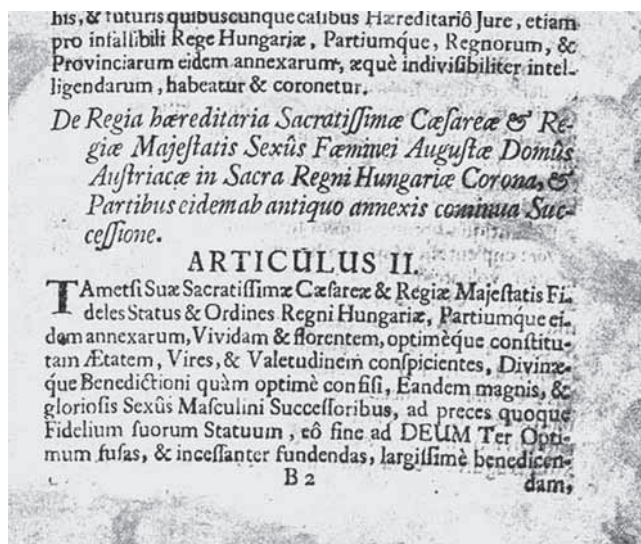 his, & futuris quibuscunque casibus Hæreditariô Jure, etiam
pro infallibili Rege Hungariæ, Partiumq́ue, Regnorum, &
Provinciarum eidem annexarum, æquè indivisibiliter intel-
ligendarum, habeatur & coronetur.
De Regia hæreditaria Sacratissimæ Cæsareæ & Re-
giæ Majestatis Sexûs Fæminei Augustæ Domûs
Austriacæ in Sacra Regni Hungariæ Corona, &
Partibus eidem ab antiquo annexis continua Suc-
cessione.
ARTICULUS II.
TAmetsi Suæ Sacratissimæ Cæsareæ & Regiæ Majestatis Fi-
deles Status & Ordines Regni Hungariæ, Partiumq́ue ei-
dem annexarum, Vividam & florentem, optimèque constitu-
tam Ætatem, Vires, & Valetudinem conspicientes, Divinæ-
que Benedictioni quàm optimè confisi, Eandem magnis, &
gloriosis Sexûs Masculini Successoribus, ad preces quoque
Fidelium suorum Statuum, eô fine ad DEUM Ter Opti-
mum fusas, & incessanter fundendas, largissimè benedicen-
B 2 dam,